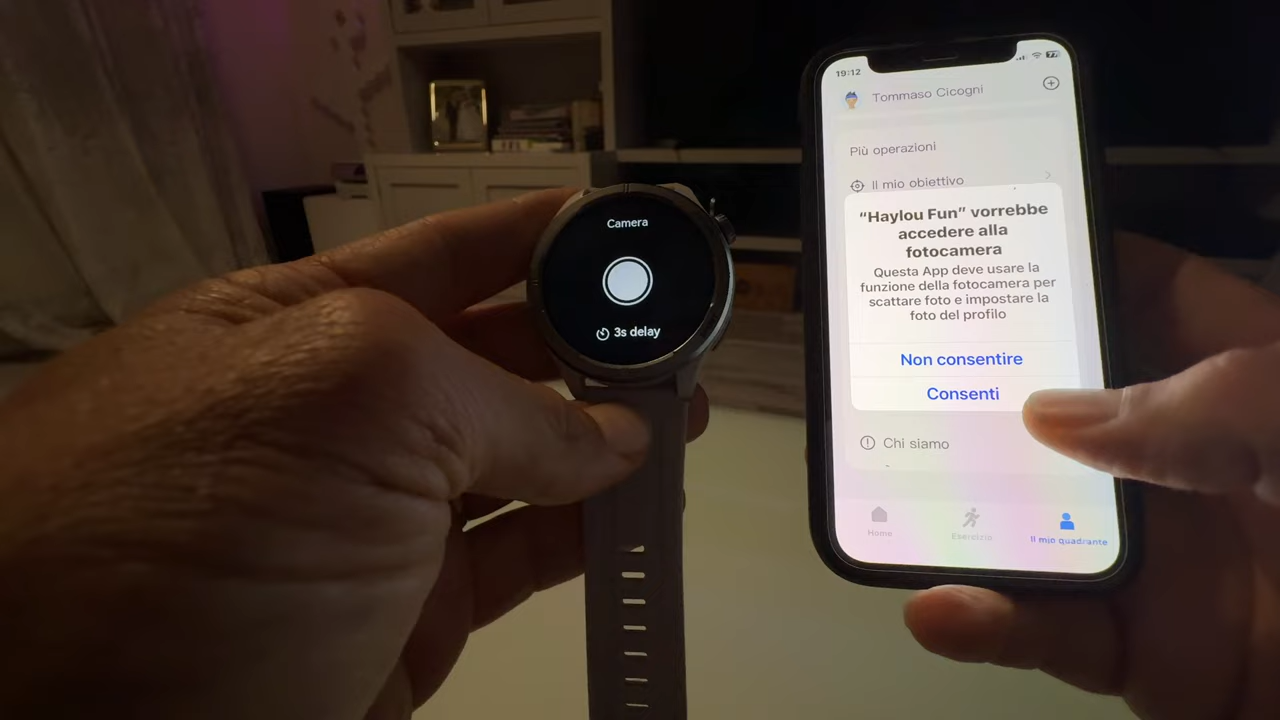 Camera
3s delay
19:12
77
Tommaso Cicogni
Più operazioni
Il mio obiettivo
“Haylou Fun” vorrebbe
accedere alla
fotocamera
Questa App deve usare la
funzione della fotocamera per
scattare foto e impostare la
foto del profilo
Non consentire
Consenti
Chi siamo
Home
Esercizio
Il mio quadrante